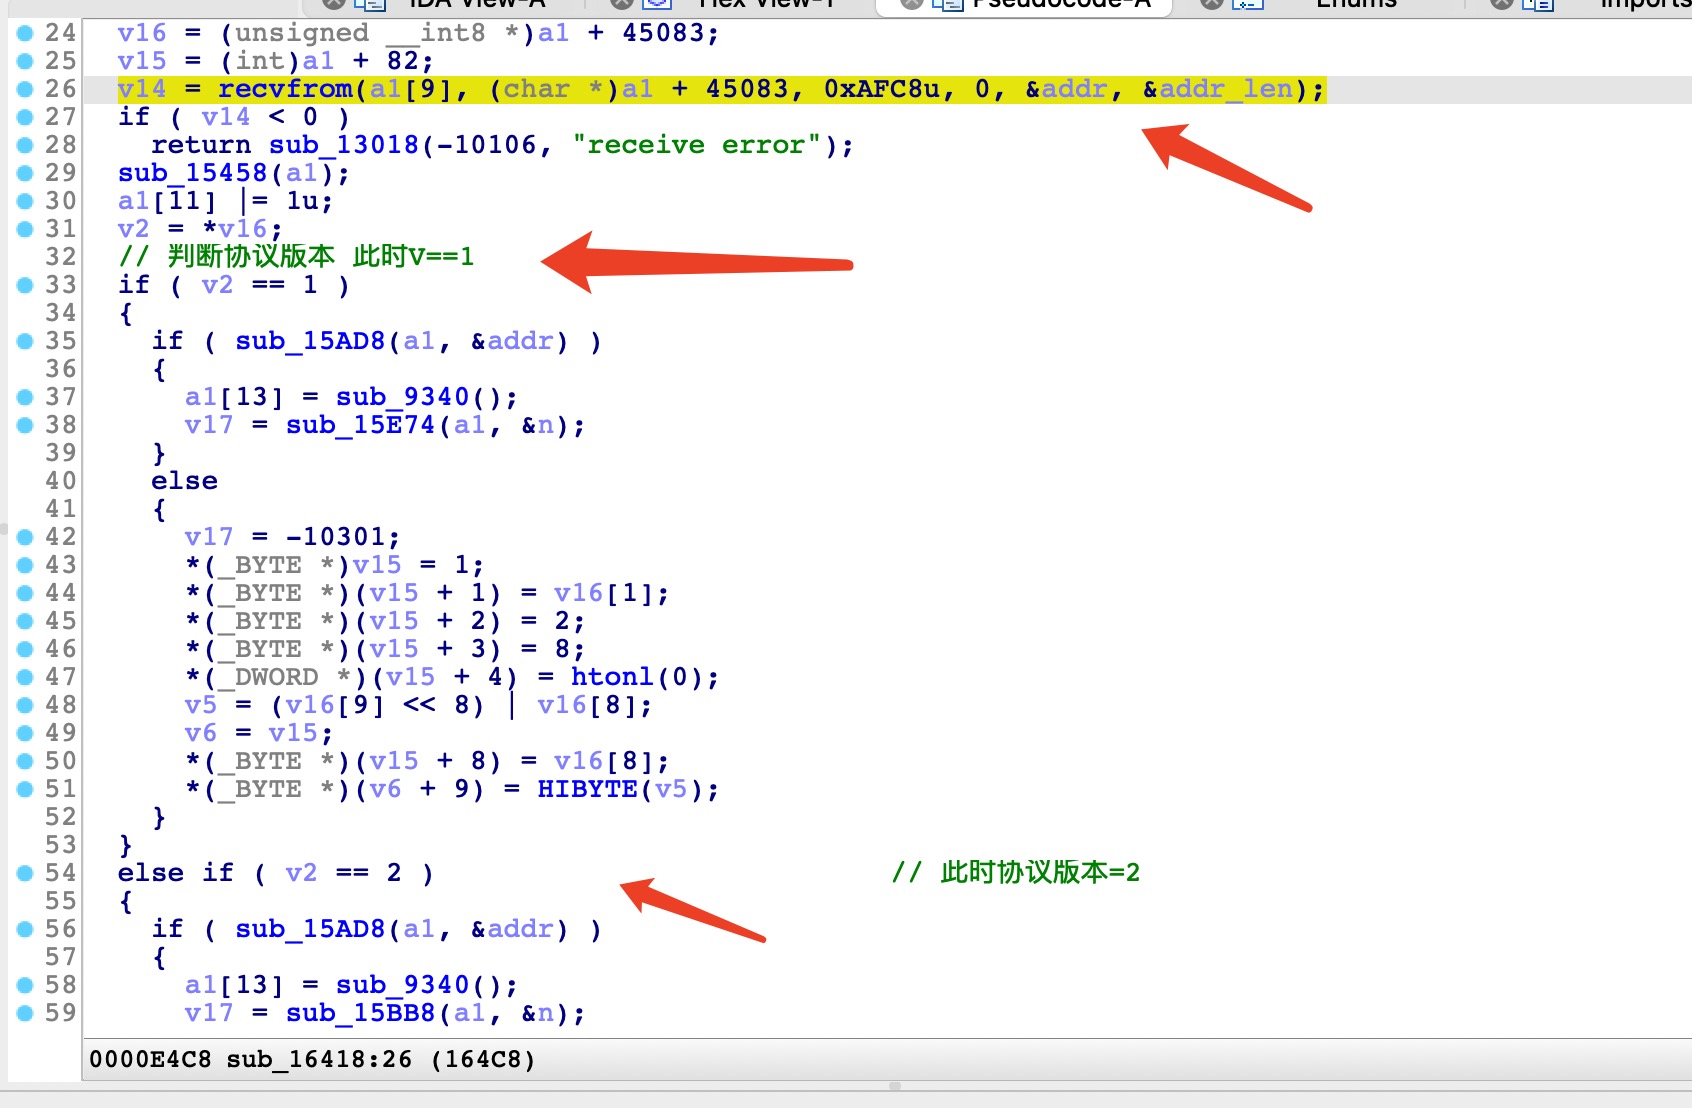 IDA View-A Hex View-1 Pseudocode-A Enums Imports
24 v16 = (unsigned __int8 *)a1 + 45083;
25 v15 = (int)a1 + 82;
26 v14 = recvfrom(a1[9], (char *)a1 + 45083, 0xAFC8u, 0, &addr, &addr_len);
27 if ( v14 < 0 )
28 return sub_13018(-10106, "receive error");
29 sub_15458(a1);
30 a1[11] |= 1u;
31 v2 = *v16;
32 // 判断协议版本 此时V==1
33 if ( v2 == 1 )
34 {
35 if ( sub_15AD8(a1, &addr) )
36 {
37 a1[13] = sub_9340();
38 v17 = sub_15E74(a1, &n);
39 }
40 else
41 {
42 v17 = -10301;
43 *(_BYTE *)v15 = 1;
44 *(_BYTE *)(v15 + 1) = v16[1];
45 *(_BYTE *)(v15 + 2) = 2;
46 *(_BYTE *)(v15 + 3) = 8;
47 *(_DWORD *)(v15 + 4) = htonl(0);
48 v5 = (v16[9] << 8) | v16[8];
49 v6 = v15;
50 *(_BYTE *)(v15 + 8) = v16[8];
51 *(_BYTE *)(v6 + 9) = HIBYTE(v5);
52 }
53 }
54 else if ( v2 == 2 ) // 此时协议版本=2
55 {
56 if ( sub_15AD8(a1, &addr) )
57 {
58 a1[13] = sub_9340();
59 v17 = sub_15BB8(a1, &n);
0000E4C8 sub_16418:26 (164C8)